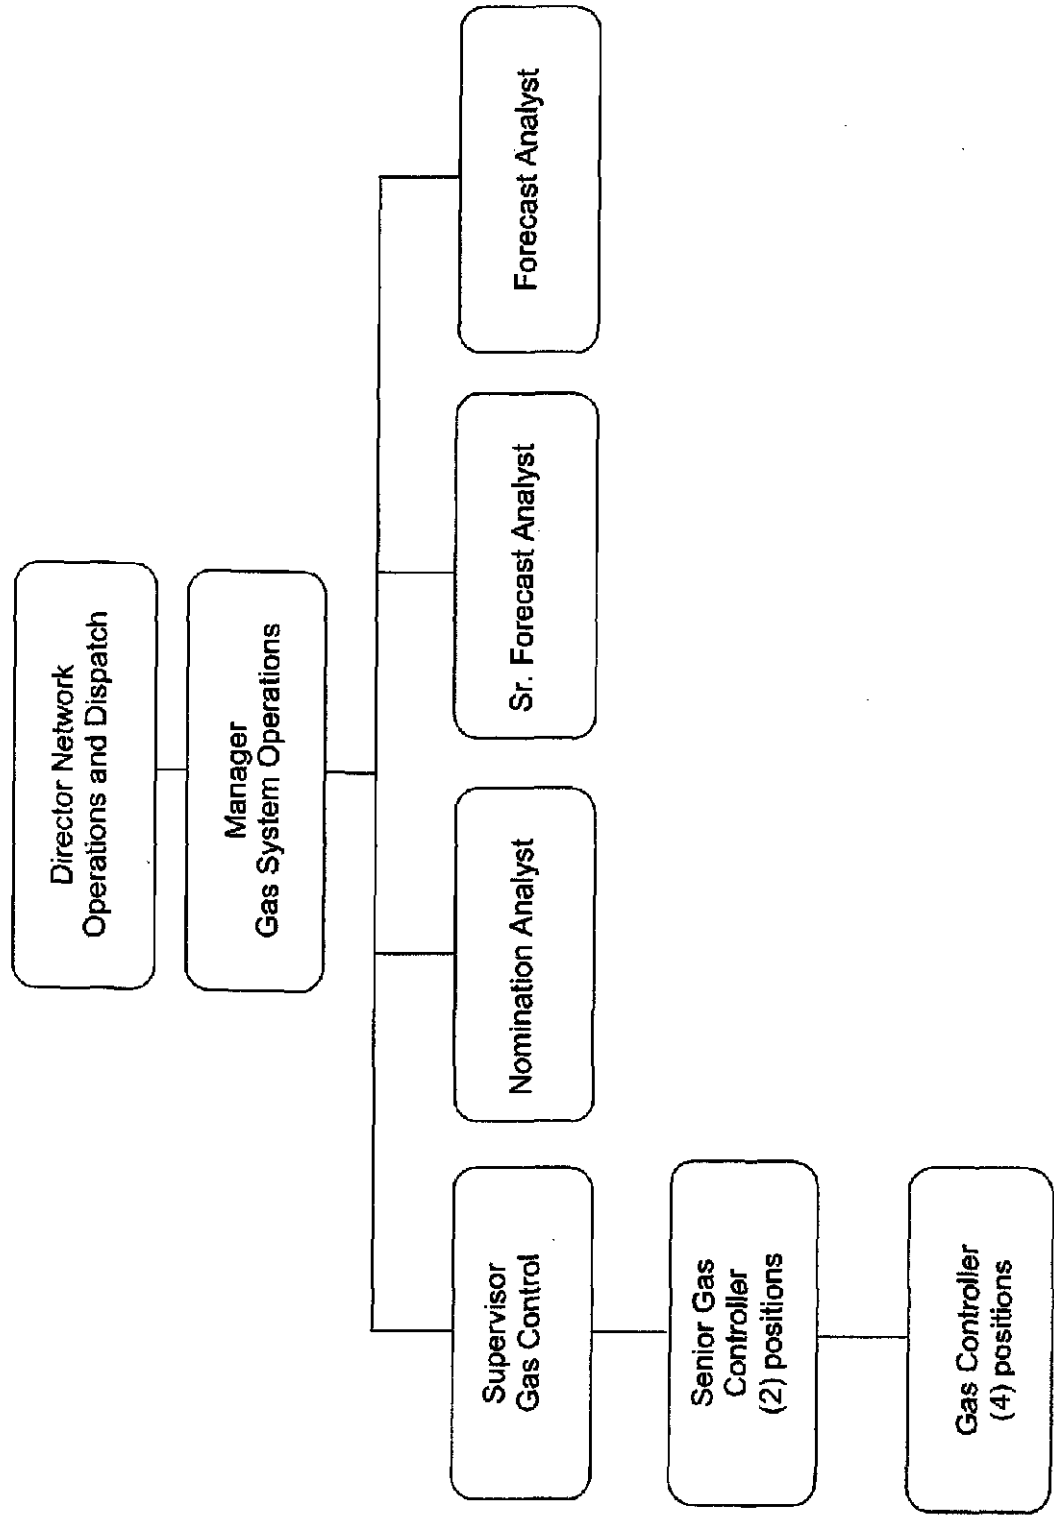 Director Network
Operations and Dispatch
Manager
Gas System Operations
Supervisor
Gas Control
Nomination Analyst
Sr. Forecast Analyst
Forecast Analyst
Senior Gas
Controller
(2) positions
Gas Controller
(4) positions